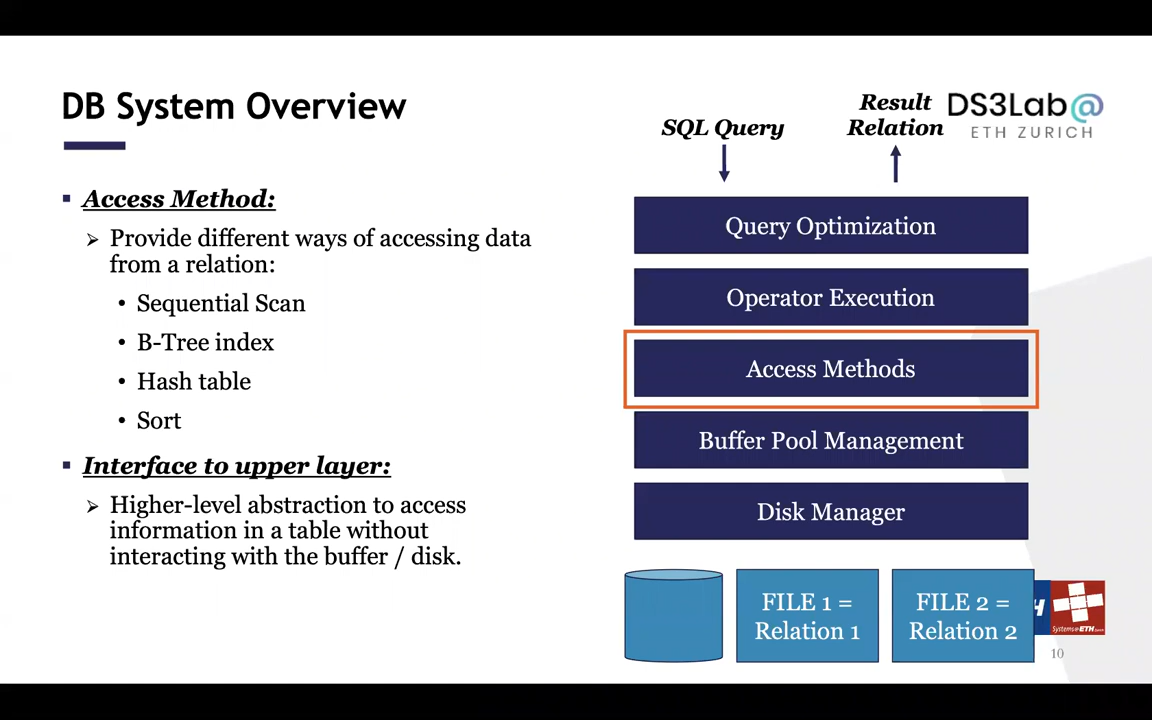 DB System Overview
Access Method:
Provide different ways of accessing data
from a relation:
Sequential Scan
B-Tree index
Hash table
Sort
Interface to upper layer:
Higher-level abstraction to access
information in a table without
interacting with the buffer / disk.
SQL Query
Result
Relation
DS3Lab@
ETH ZURICH
Query Optimization
Operator Execution
Access Methods
Buffer Pool Management
Disk Manager
FILE 1 =
Relation 1
FILE 2 =
Relation 2
H
Systems@ETH
10